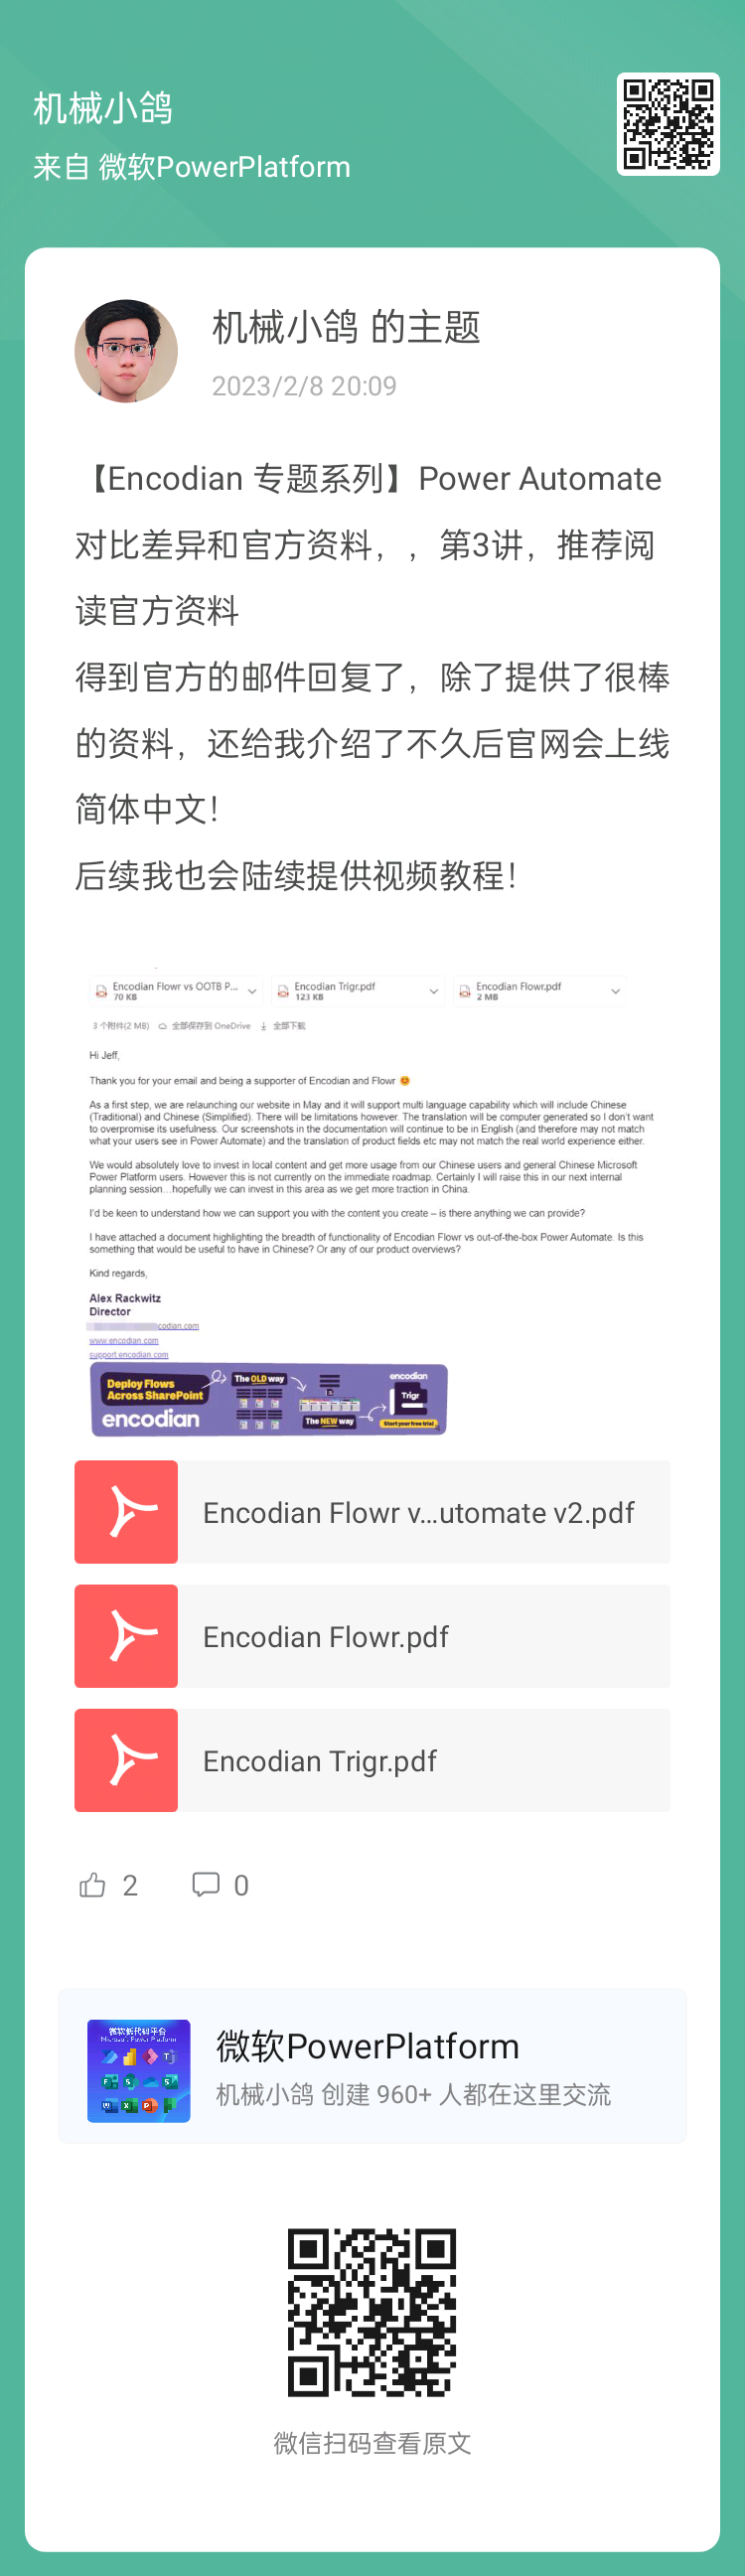 机械小鸽
来自 微软PowerPlatform
机械小鸽 的主题
2023/2/8 20:09
【Encodian 专题系列】Power Automate
对比差异和官方资料，，第3讲，推荐阅
读官方资料
得到官方的邮件回复了，除了提供了很棒
的资料，还给我介绍了不久后官网会上线
简体中文！
后续我也会陆续提供视频教程！
Encodian Flowr vs OOTB P... Encodian Trigr.pdf Encodian Flowr.pdf
70 KB 123 KB 2 MB
3 个附件(2 MB) 全部保存到 OneDrive 全部下载
Hi Jeff,
Thank you for your email and being a supporter of Encodian and Flowr 😊
As a first step, we are relaunching our website in May and it will support multi language capability which will include Chinese
(Traditional) and Chinese (Simplified). There will be limitations however. The translation will be computer generated so I don't want
to overpromise its usefulness. Our screenshots in the documentation will continue to be in English (and therefore may not match
what your users see in Power Automate) and the translation of product fields etc may not match the real world experience either.
We would absolutely love to invest in local content and get more usage from our Chinese users and general Chinese Microsoft
Power Platform users. However this is not currently on the immediate roadmap. Certainly I will raise this in our next internal
planning session…hopefully we can invest in this area as we get more traction in China.
I'd be keen to understand how we can support you with the content you create – is there anything we can provide?
I have attached a document highlighting the breadth of functionality of Encodian Flowr vs out-of-the-box Power Automate. Is this
something that would be useful to have in Chinese? Or any of our product overviews?
Kind regards,
Alex Rackwitz
Director
codian.com
www.encodian.com
support.encodian.com
Deploy Flows
Across SharePoint
encodian
The OLD way
The NEW way
encodian
Trigr
Start your free trial
Encodian Flowr v...utomate v2.pdf
Encodian Flowr.pdf
Encodian Trigr.pdf
2 0
微软低代码平台
Microsoft Power Platform
微软PowerPlatform
机械小鸽 创建 960+ 人都在这里交流
微信扫码查看原文